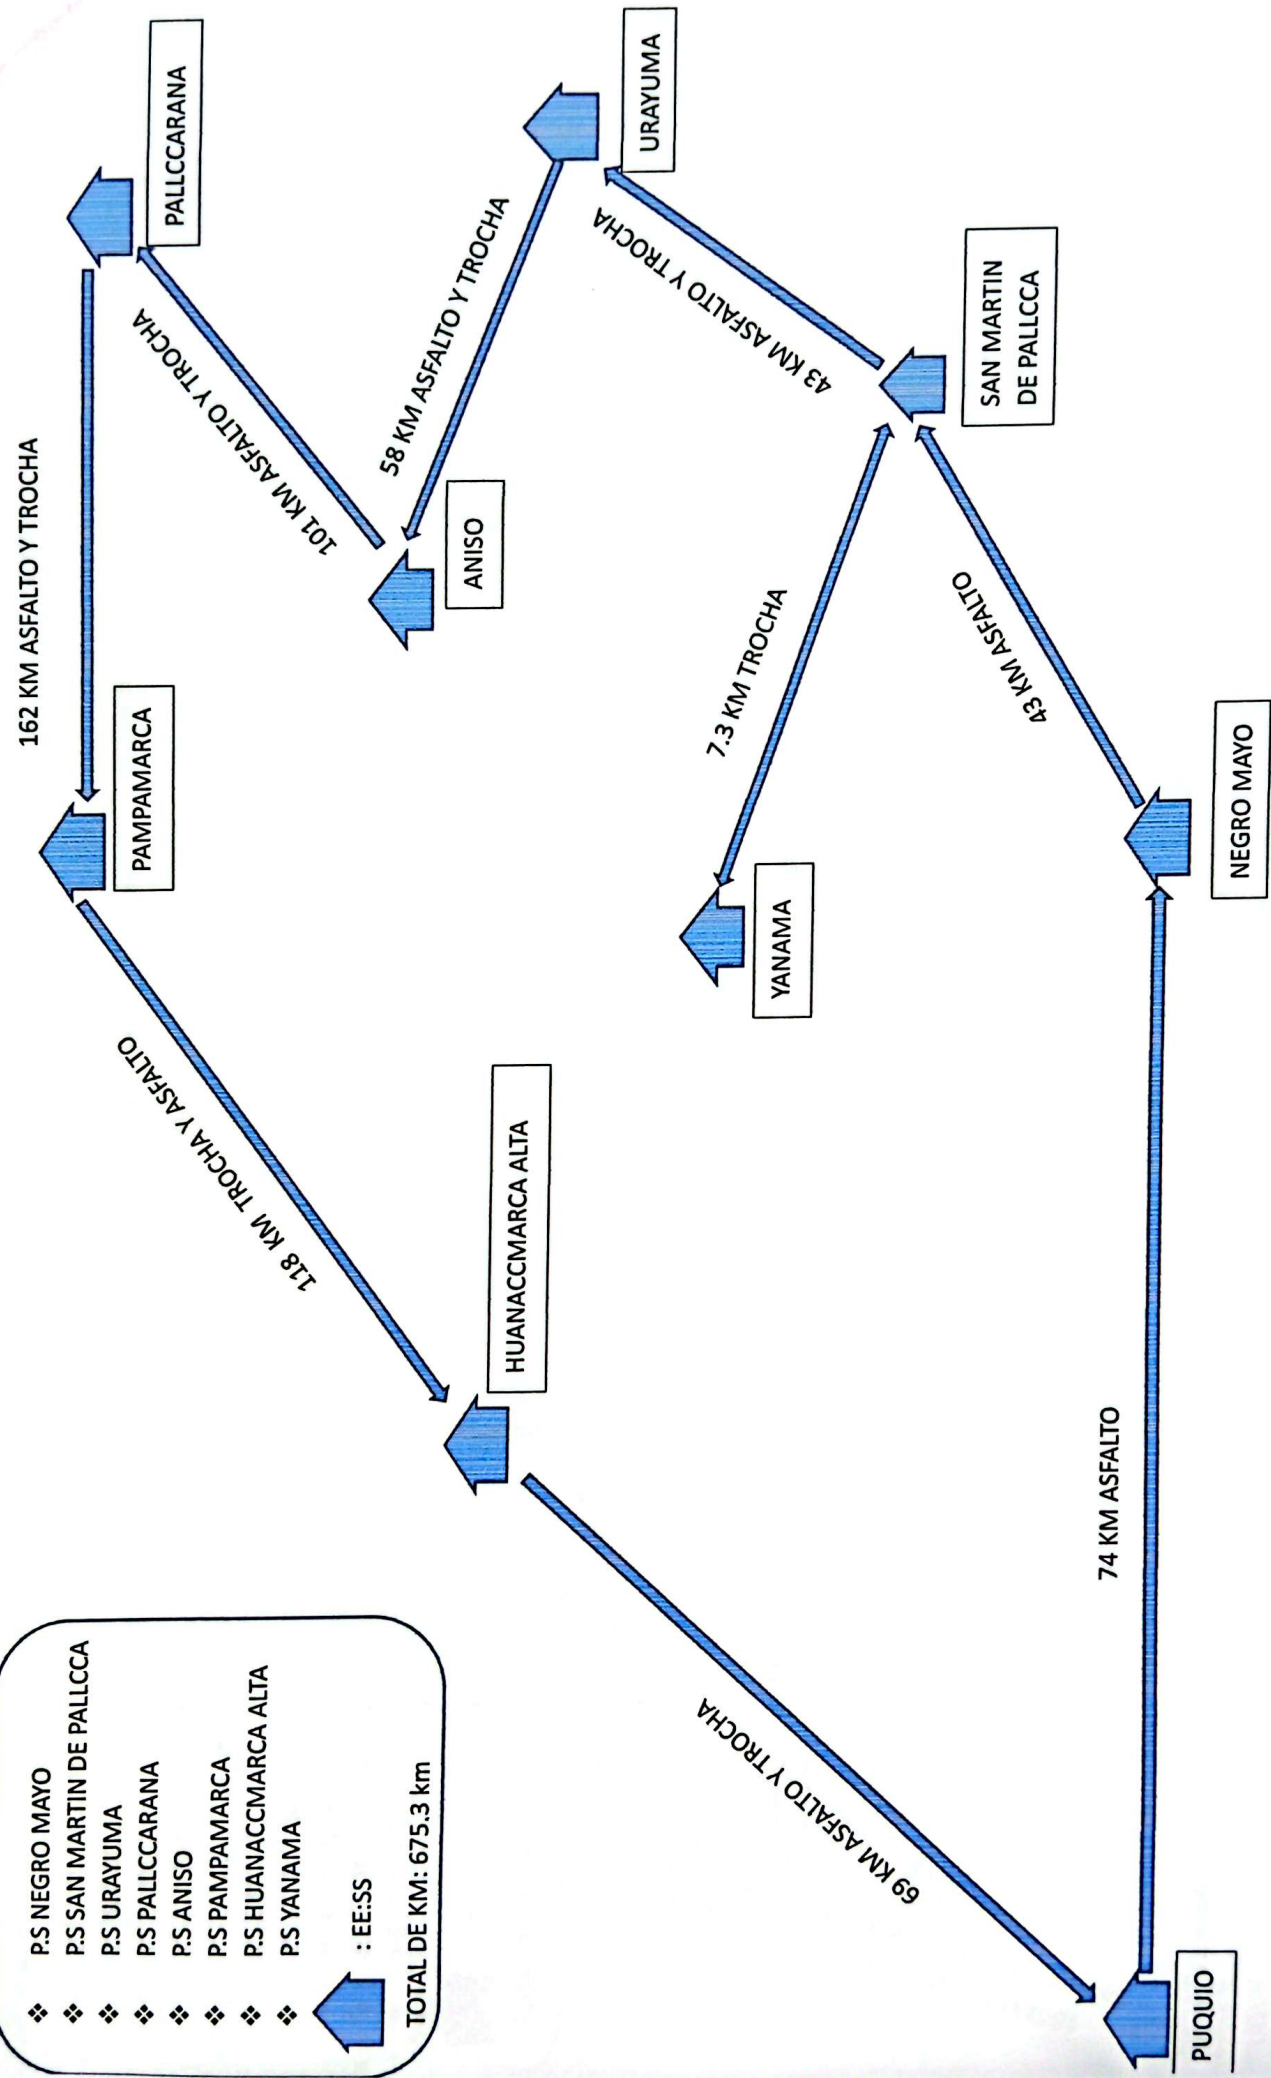 P.S NEGRO MAYO
P.S SAN MARTIN DE PALLCCA
P.S URAYUMA
P.S PALLCCARANA
P.S ANISO
P.S PAMPAMARCA
P.S HUANACCMARCA ALTA
P.S YANAMA
: EE:SS
TOTAL DE KM: 675.3 km
162 KM ASFALTO Y TROCHA
PALLCCARANA
PAMPAMARCA
101 KM ASFALTO Y TROCHA
118 KM TROCHA Y ASFALTO
58 KM ASFALTO Y TROCHA
ANISO
URAYUMA
HUANACCMARCA ALTA
43 KM ASFALTO Y TROCHA
7.3 KM TROCHA
YANAMA
SAN MARTIN
DE PALLCCA
69 KM ASFALTO Y TROCHA
43 KM ASFALTO
74 KM ASFALTO
NEGRO MAYO
PUQUIO